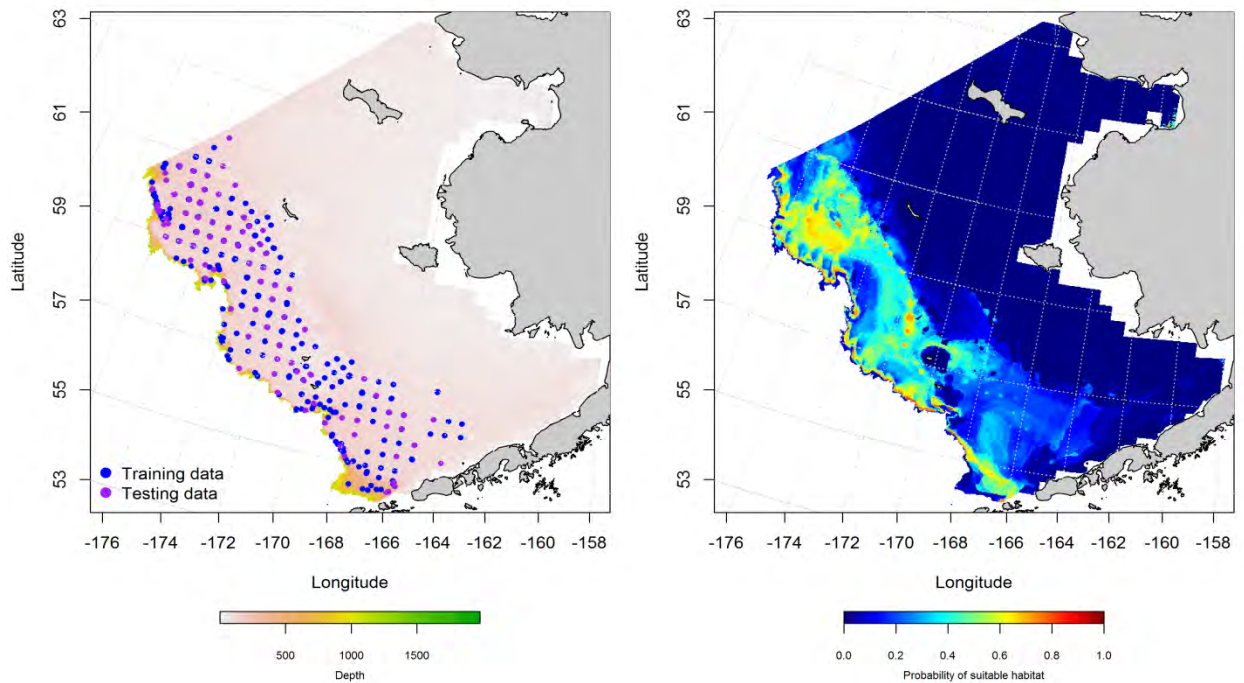 63
61
59
57
55
53
Latitude
Training data
Testing data
-176 -174 -172 -170 -168 -166 -164 -162 -160 -158
Longitude
500 1000 1500
Depth
63
61
59
57
55
53
Latitude
-176 -174 -172 -170 -168 -166 -164 -162 -160 -158
Longitude
0.0 0.2 0.4 0.6 0.8 1.0
Probability of suitable habitat